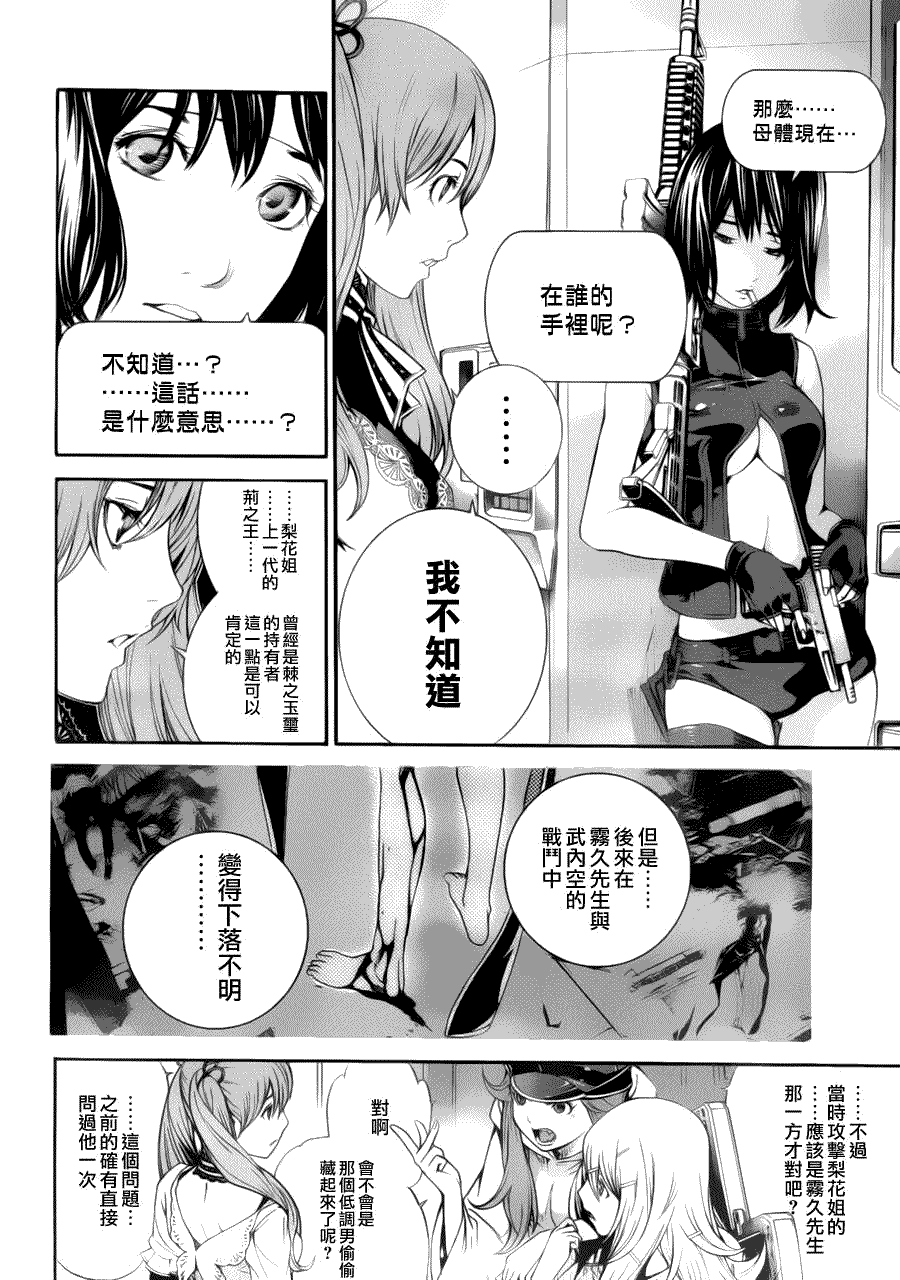 那麼……
母體現在…
在誰的
手裡呢？
……
我不知道
不知道…？
……這話……
是什麼意思……？
……梨花姐
……上一代的
荊之王……
曾經是棘之玉璽
的持有者
這一點是可以
肯定的
但是……
後來在
霧久先生與
武內空的
戰鬥中
變得下落不明
………
……不過
當時攻擊梨花姐的
……應該是霧久先生
那一方才對吧？
對啊
會不會是
那個低調男偷偷
藏起來了呢？
……這個問題…
之前的確有直接
問過他一次